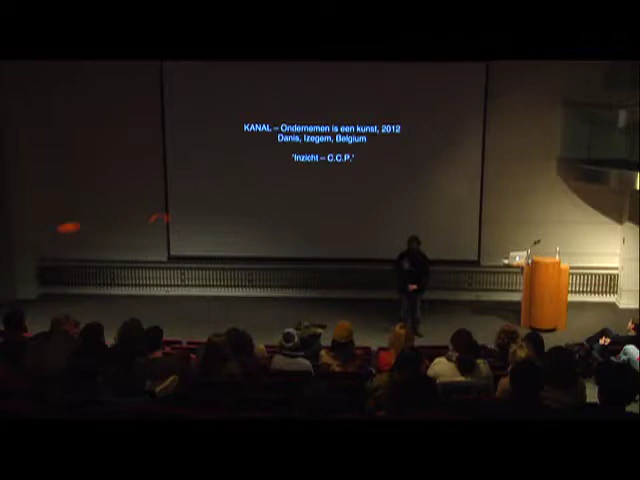 KANAL – Ondernemen is een kunst, 2012
Danis, Izegem, Belgium
'Inzicht – C.C.P.'